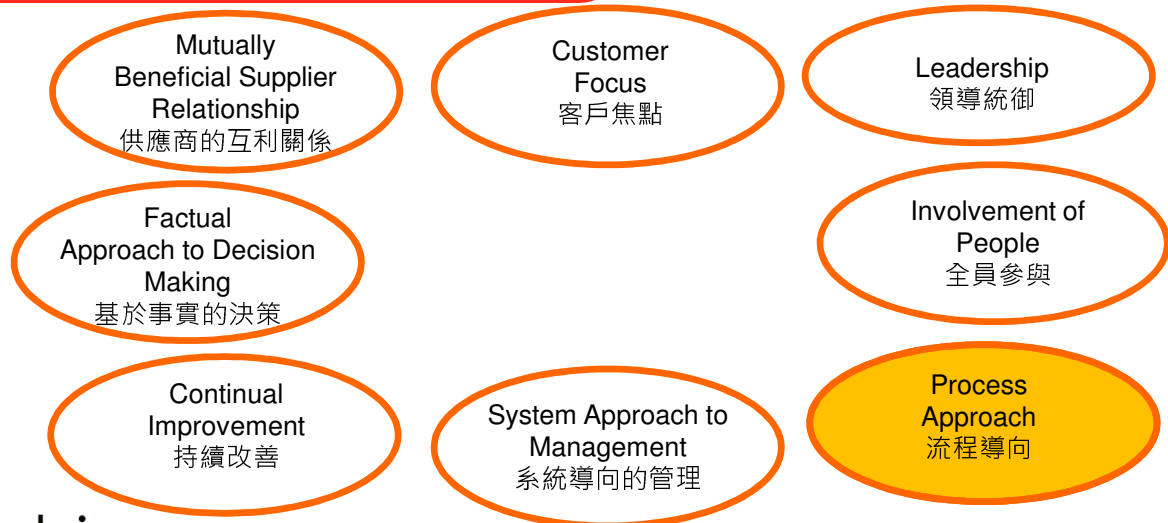 Mutually
Beneficial Supplier
Relationship
供應商的互利關係
Customer
Focus
客戶焦點
Leadership
領導統御
Factual
Approach to Decision
Making
基於事實的決策
Involvement of
People
全員參與
Continual
Improvement
持續改善
System Approach to
Management
系統導向的管理
Process
Approach
流程導向